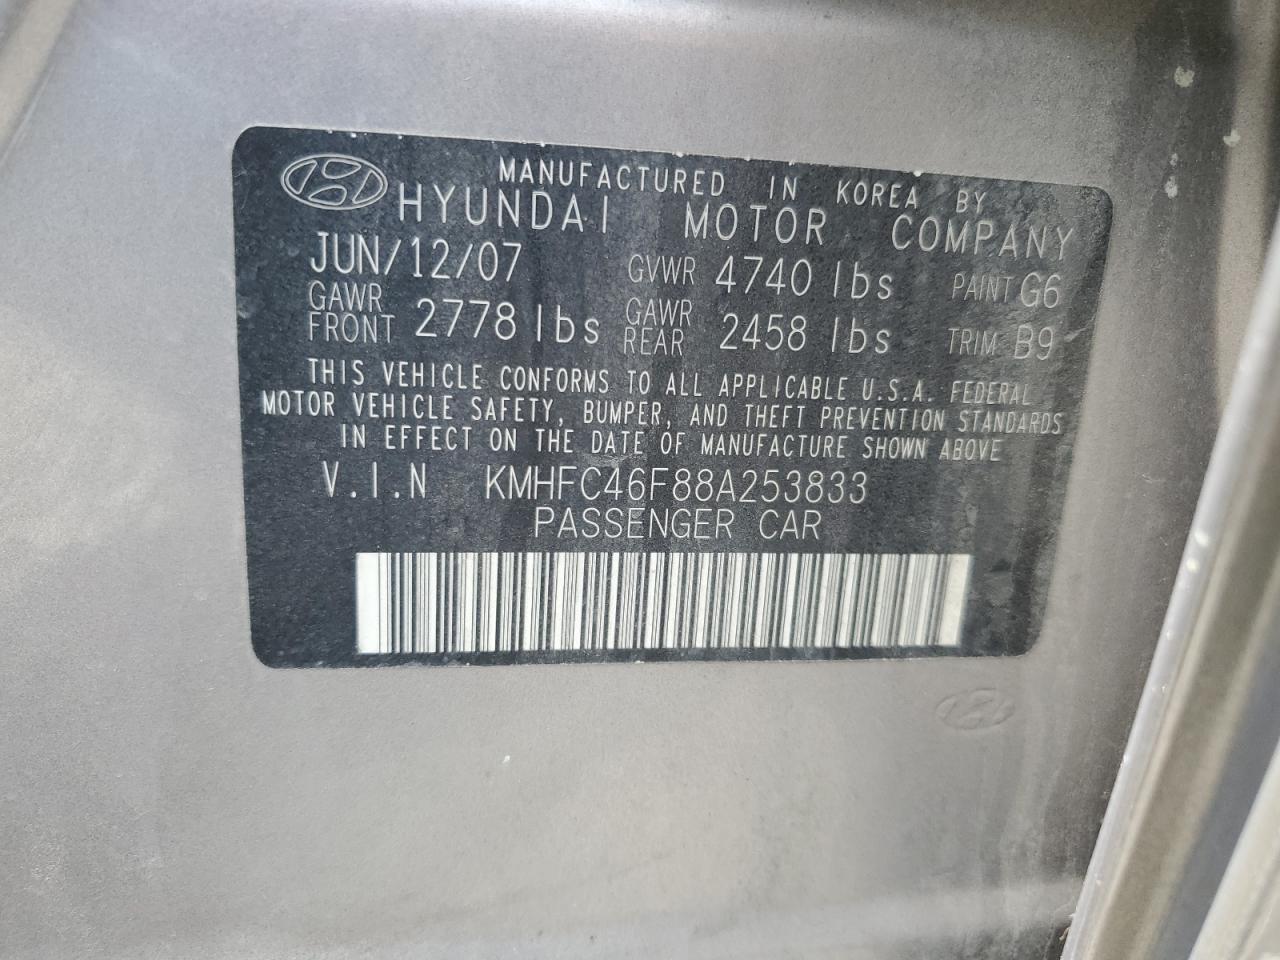 MANUFACTURED IN KOREA BY
HYUNDAI MOTOR COMPANY
JUN/12/07 GVWR 4740 lbs PAINT G6
GAWR FRONT 2778 lbs GAWR REAR 2458 lbs TRIM B9
THIS VEHICLE CONFORMS TO ALL APPLICABLE U.S.A. FEDERAL
MOTOR VEHICLE SAFETY, BUMPER, AND THEFT PREVENTION STANDARDS
IN EFFECT ON THE DATE OF MANUFACTURE SHOWN ABOVE
V.I.N KMHFC46F88A253833
PASSENGER CAR